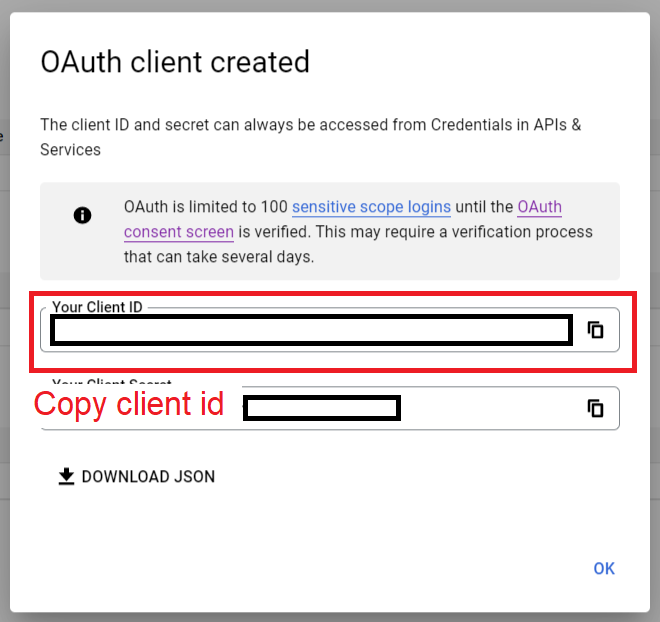 OAuth client created
The client ID and secret can always be accessed from Credentials in APIs &
Services
OAuth is limited to 100 sensitive scope logins until the OAuth
consent screen is verified. This may require a verification process
that can take several days.
Your Client ID
Your Client Secret
Copy client id
DOWNLOAD JSON
OK